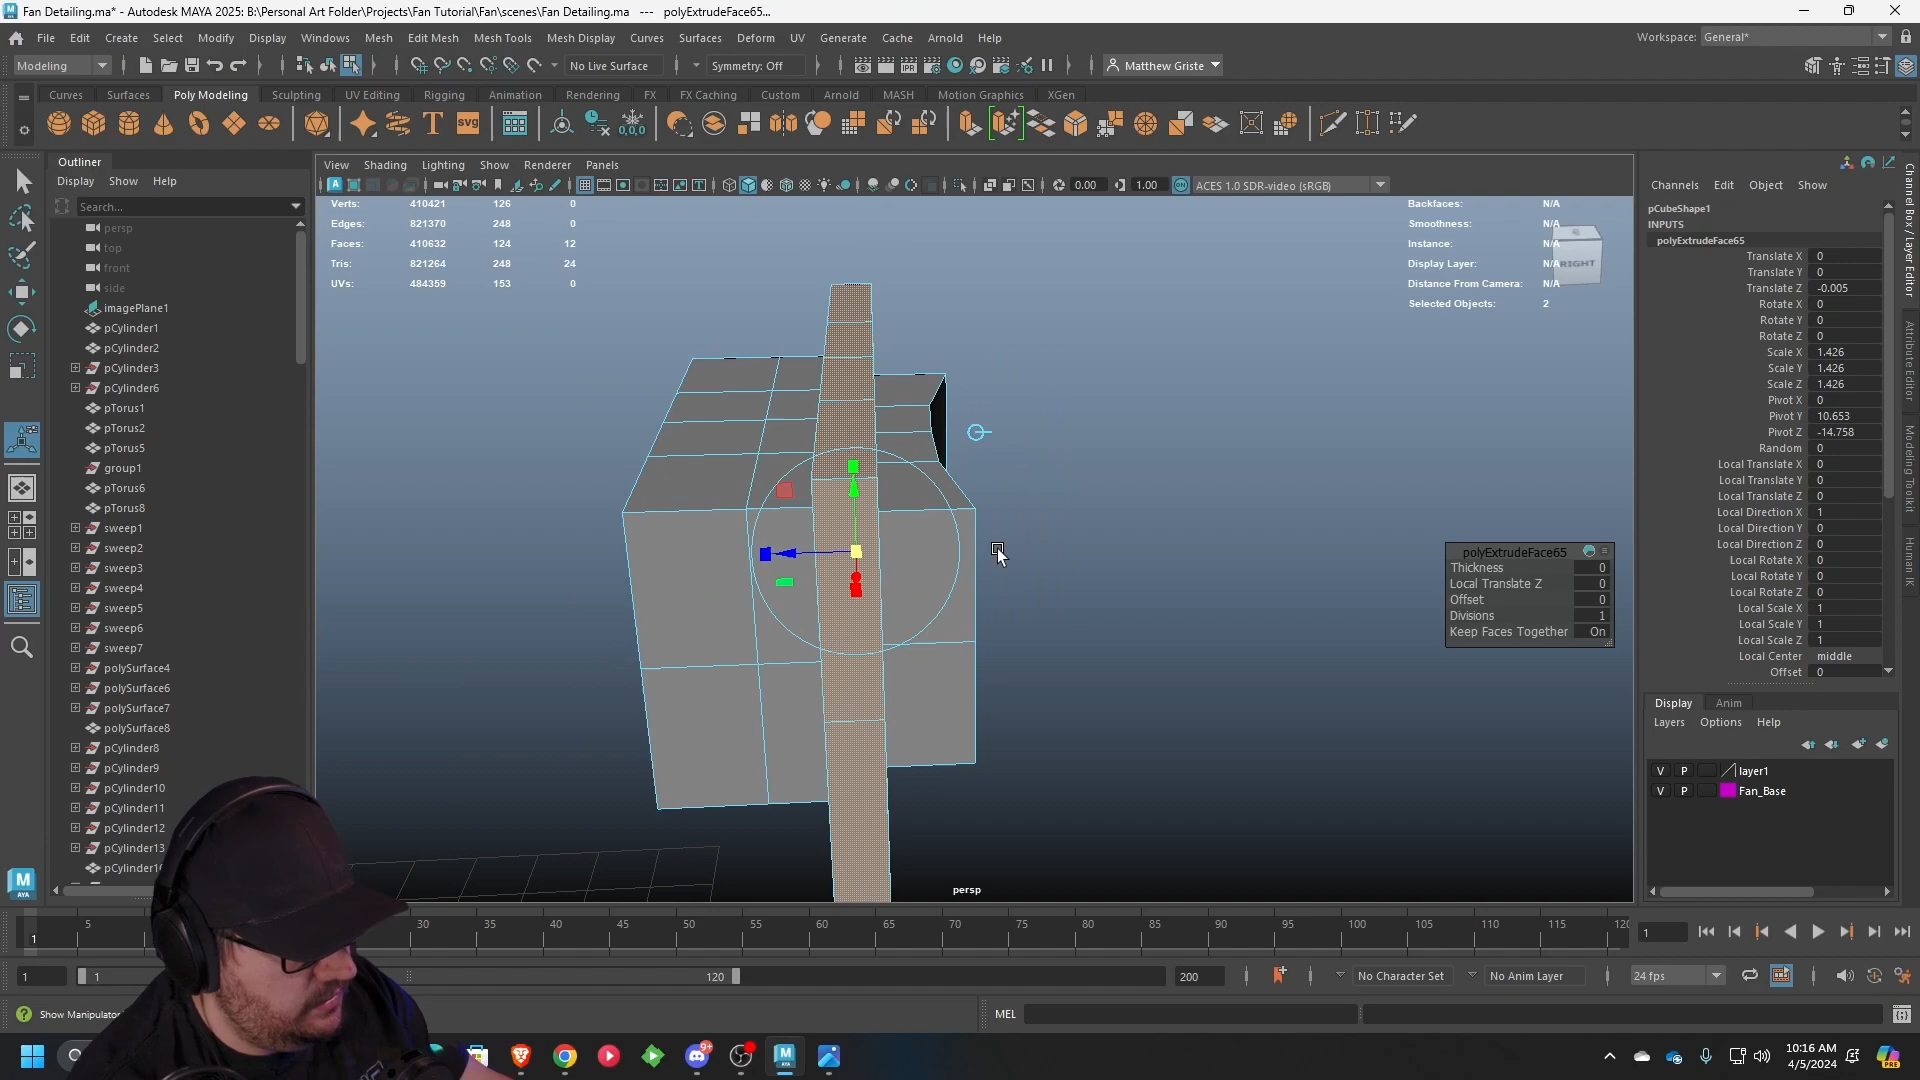 Fan Detailing.ma* - Autodesk MAYA 2025: B:\Personal Art Folder\Projects\Fan Tutorial\Fan\scenes\Fan Detailing.ma   ---   polyExtrudeFace65...
File Edit Create Select Modify Display Windows Mesh Edit Mesh Mesh Tools Mesh Display Curves Surfaces Deform UV Generate Cache Arnold Help
Workspace: General*
Modeling
No Live Surface
Symmetry: Off
Matthew Griste
Curves Surfaces Poly Modeling Sculpting UV Editing Rigging Animation Rendering FX FX Caching Custom Arnold MASH Motion Graphics XGen
Outliner
Display Show Help
Search...
persp
top
front
side
imagePlane1
pCylinder1
pCylinder2
pCylinder3
pCylinder6
pTorus1
pTorus2
pTorus5
group1
pTorus6
pTorus8
sweep1
sweep2
sweep3
sweep4
sweep5
sweep6
sweep7
polySurface4
polySurface6
polySurface7
polySurface8
pCylinder8
pCylinder9
pCylinder10
pCylinder11
pCylinder12
pCylinder13
View Shading Lighting Show Renderer Panels
0.00 1.00 ACES 1.0 SDR-video (sRGB)
Verts: 410421 126 0
Edges: 821370 248 0
Faces: 410632 124 12
Tris: 821264 248 24
UVs: 484359 153 0
Backfaces: N/A
Smoothness: N/A
Instance: N/A
Display Layer: N/A
Distance From Camera: N/A
Selected Objects: 2
RIGHT
polyExtrudeFace65
Thickness 0
Local Translate Z 0
Offset 0
Divisions 1
Keep Faces Together On
persp
Channels Edit Object Show
pCubeShape1
INPUTS
polyExtrudeFace65
Translate X 0
Translate Y 0
Translate Z -0.005
Rotate X 0
Rotate Y 0
Rotate Z 0
Scale X 1.426
Scale Y 1.426
Scale Z 1.426
Pivot X 0
Pivot Y 10.653
Pivot Z -14.758
Random 0
Local Translate X 0
Local Translate Y 0
Local Translate Z 0
Local Direction X 1
Local Direction Y 0
Local Direction Z 0
Local Rotate X 0
Local Rotate Y 0
Local Rotate Z 0
Local Scale X 1
Local Scale Y 1
Local Scale Z 1
Local Center middle
Offset 0
Channel Box / Layer Editor
Attribute Editor
Modeling Toolkit
Human IK
Display Anim
Layers Options Help
V P layer1
V P Fan_Base
1 5 30 35 40 45 50 55 60 65 70 75 80 85 90 95 100 105 110 115 120
1
1 1 120 200
No Character Set
No Anim Layer
24 fps
Show Manipulator
MEL
M
AYA
9+
10:16 AM
4/5/2024